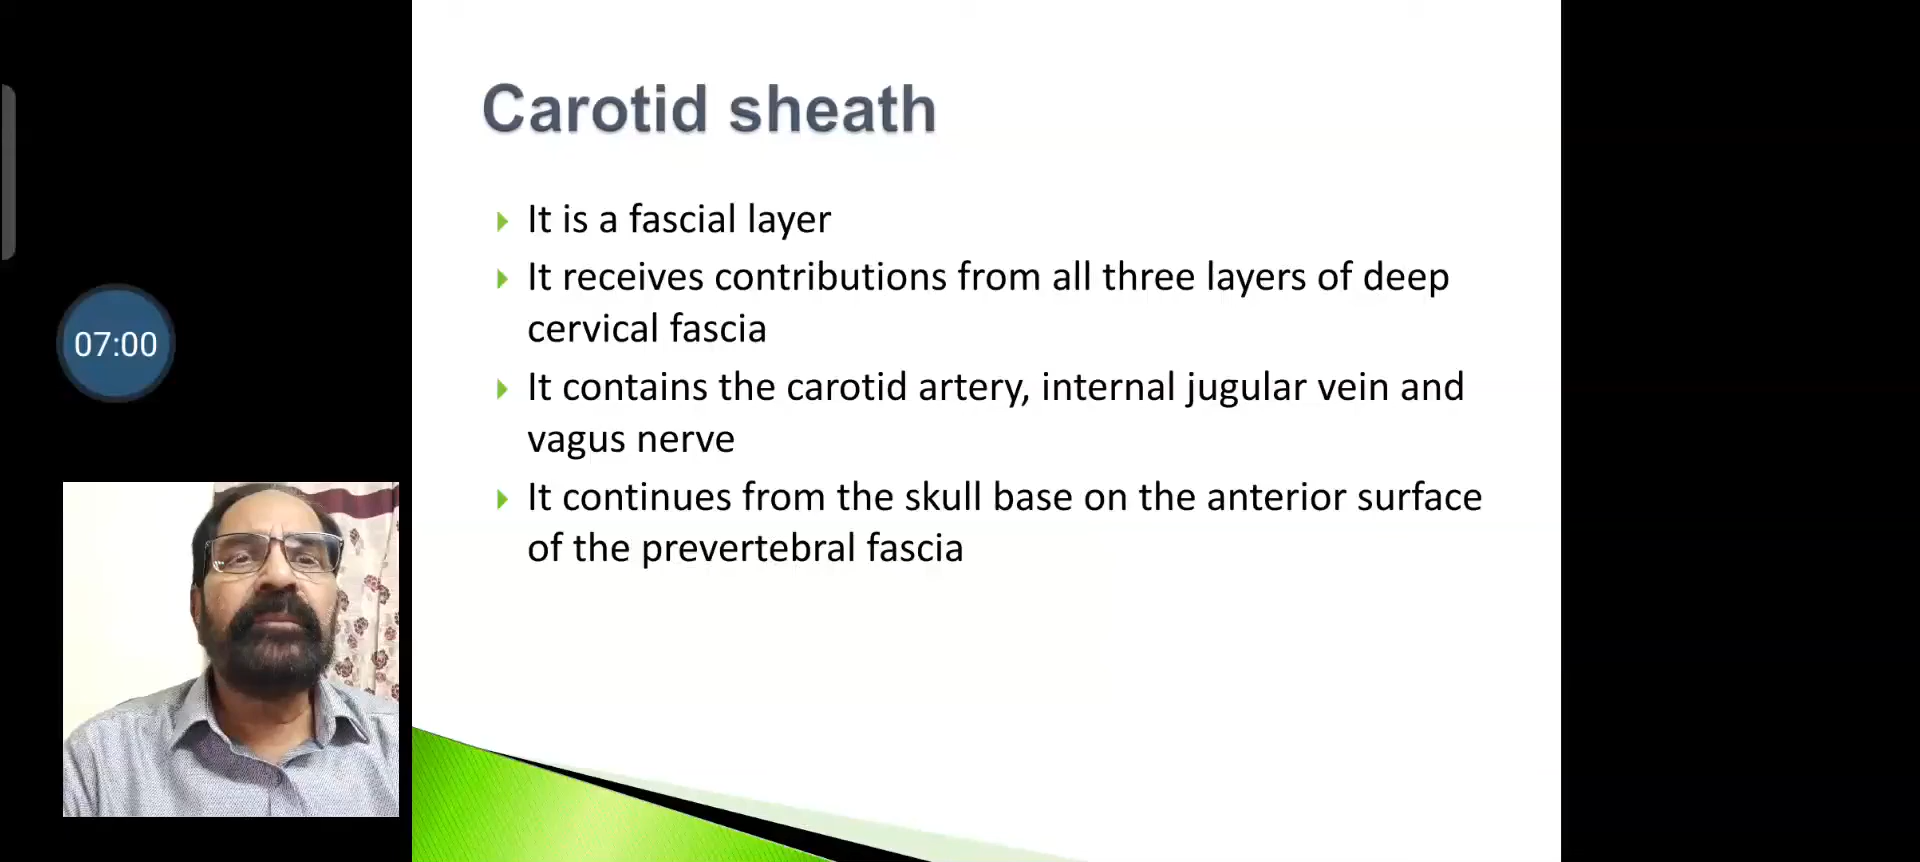 Carotid sheath
It is a fascial layer
It receives contributions from all three layers of deep
cervical fascia
It contains the carotid artery, internal jugular vein and
vagus nerve
It continues from the skull base on the anterior surface
of the prevertebral fascia
07:00